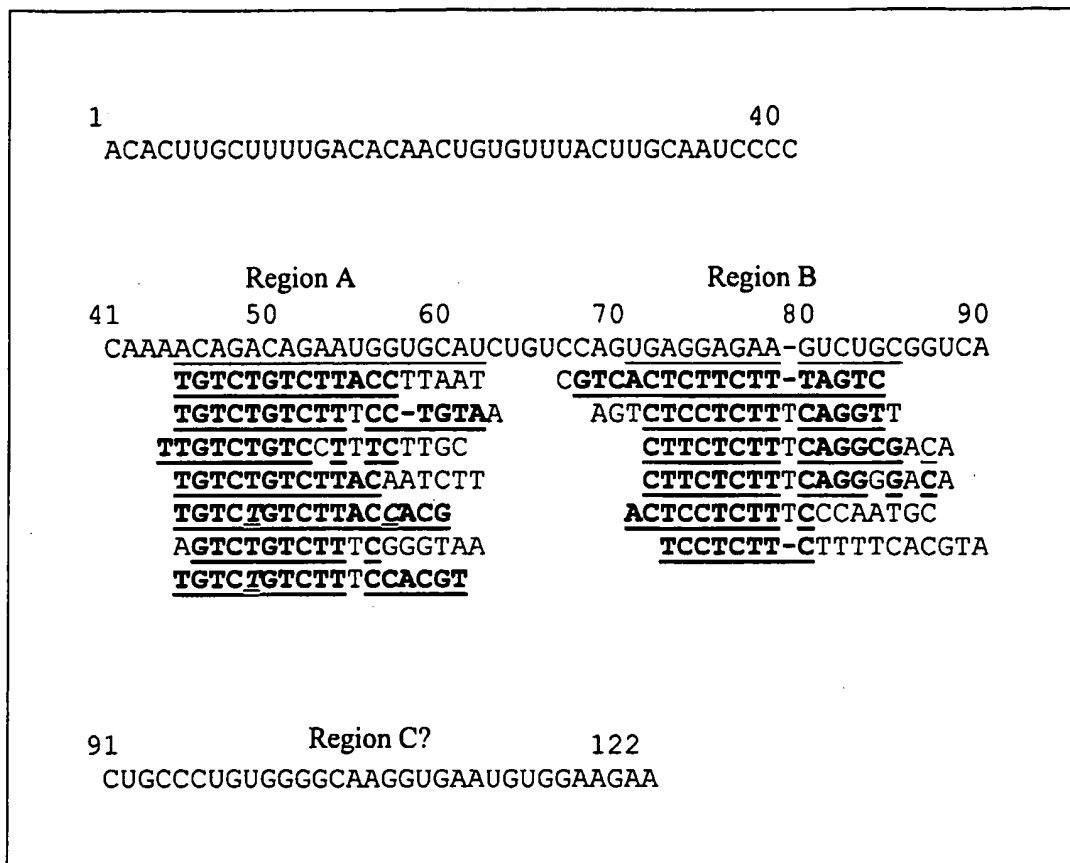 1 40
ACACUUGCUUUUGACACAACUGUGUUUACUUGCAAUCCCC
Region A Region B
41 50 60 70 80 90
CAAAACAGACAGAAUGGUGCAUCUGUCCAGUGAGGAGAA-GUCUGCGGUCA
TGTCTGTCTTACCTTAAT CGTCACTCTTCTT-TAGTC
TGTCTGTCTTTCC-TGTAA AGTCTCCTCTTTCAGGTT
TTGTCTGTCCTTTCTTGC CTTCTCTTTCAGGCGACA
TGTCTGTCTTACAATCTT CTTCTCTTTCAGGGGACA
TGTCTGTCTTACCACG ACTCCTCTTTCCCAATGC
AGTCTGTCTTTCGGGTAA TCCTCTT-CTTTTCACGTA
TGTCTGTCTTTCCACGT
91 Region C? 122
CUGCCCUGUGGGGCAAGGUGAAUGUGGAAGAA